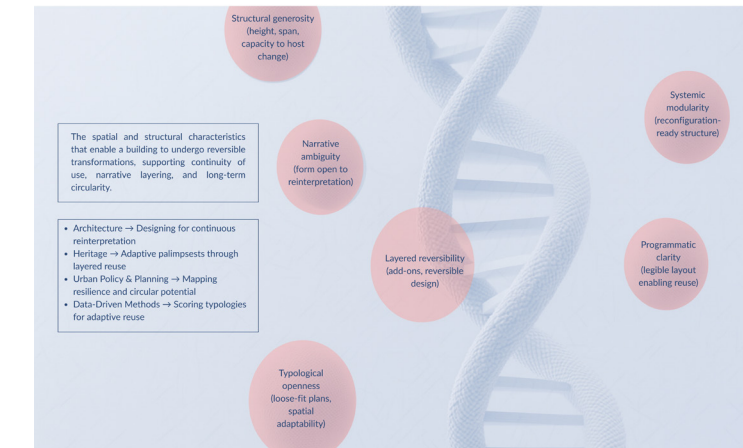 Structural generosity
(height, span,
capacity to host
change)
Systemic
modularity
(reconfiguration-
ready structure)
The spatial and structural characteristics
that enable a building to undergo reversible
transformations, supporting continuity of
use, narrative layering, and long-term
circularity.
Narrative
ambiguity
(form open to
reinterpretation)
• Architecture → Designing for continuous
reinterpretation
• Heritage → Adaptive palimpsests through
layered reuse
• Urban Policy & Planning → Mapping
resilience and circular potential
• Data-Driven Methods → Scoring typologies
for adaptive reuse
Layered reversibility
(add-ons, reversible
design)
Programmatic
clarity
(legible layout
enabling reuse)
Typological
openness
(loose-fit plans,
spatial
adaptability)